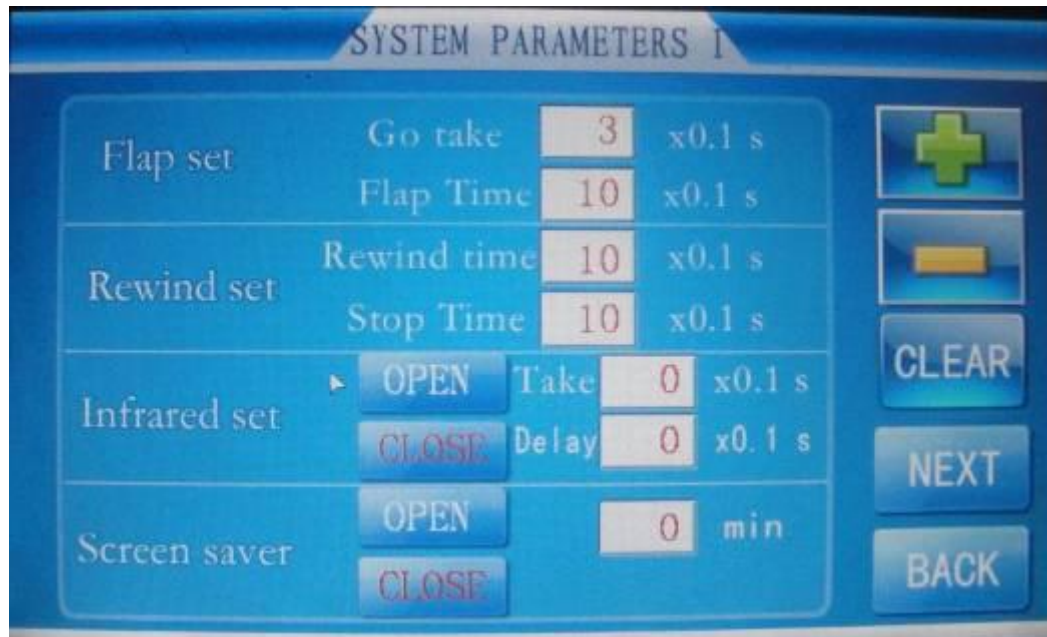 SYSTEM PARAMETERS I
Flap set
Go take 3 x0.1 s
Flap Time 10 x0.1 s
Rewind set
Rewind time 10 x0.1 s
Stop Time 10 x0.1 s
Infrared set
OPEN Take 0 x0.1 s
CLOSE Delay 0 x0.1 s
Screen saver
OPEN 0 min
CLOSE
CLEAR
NEXT
BACK